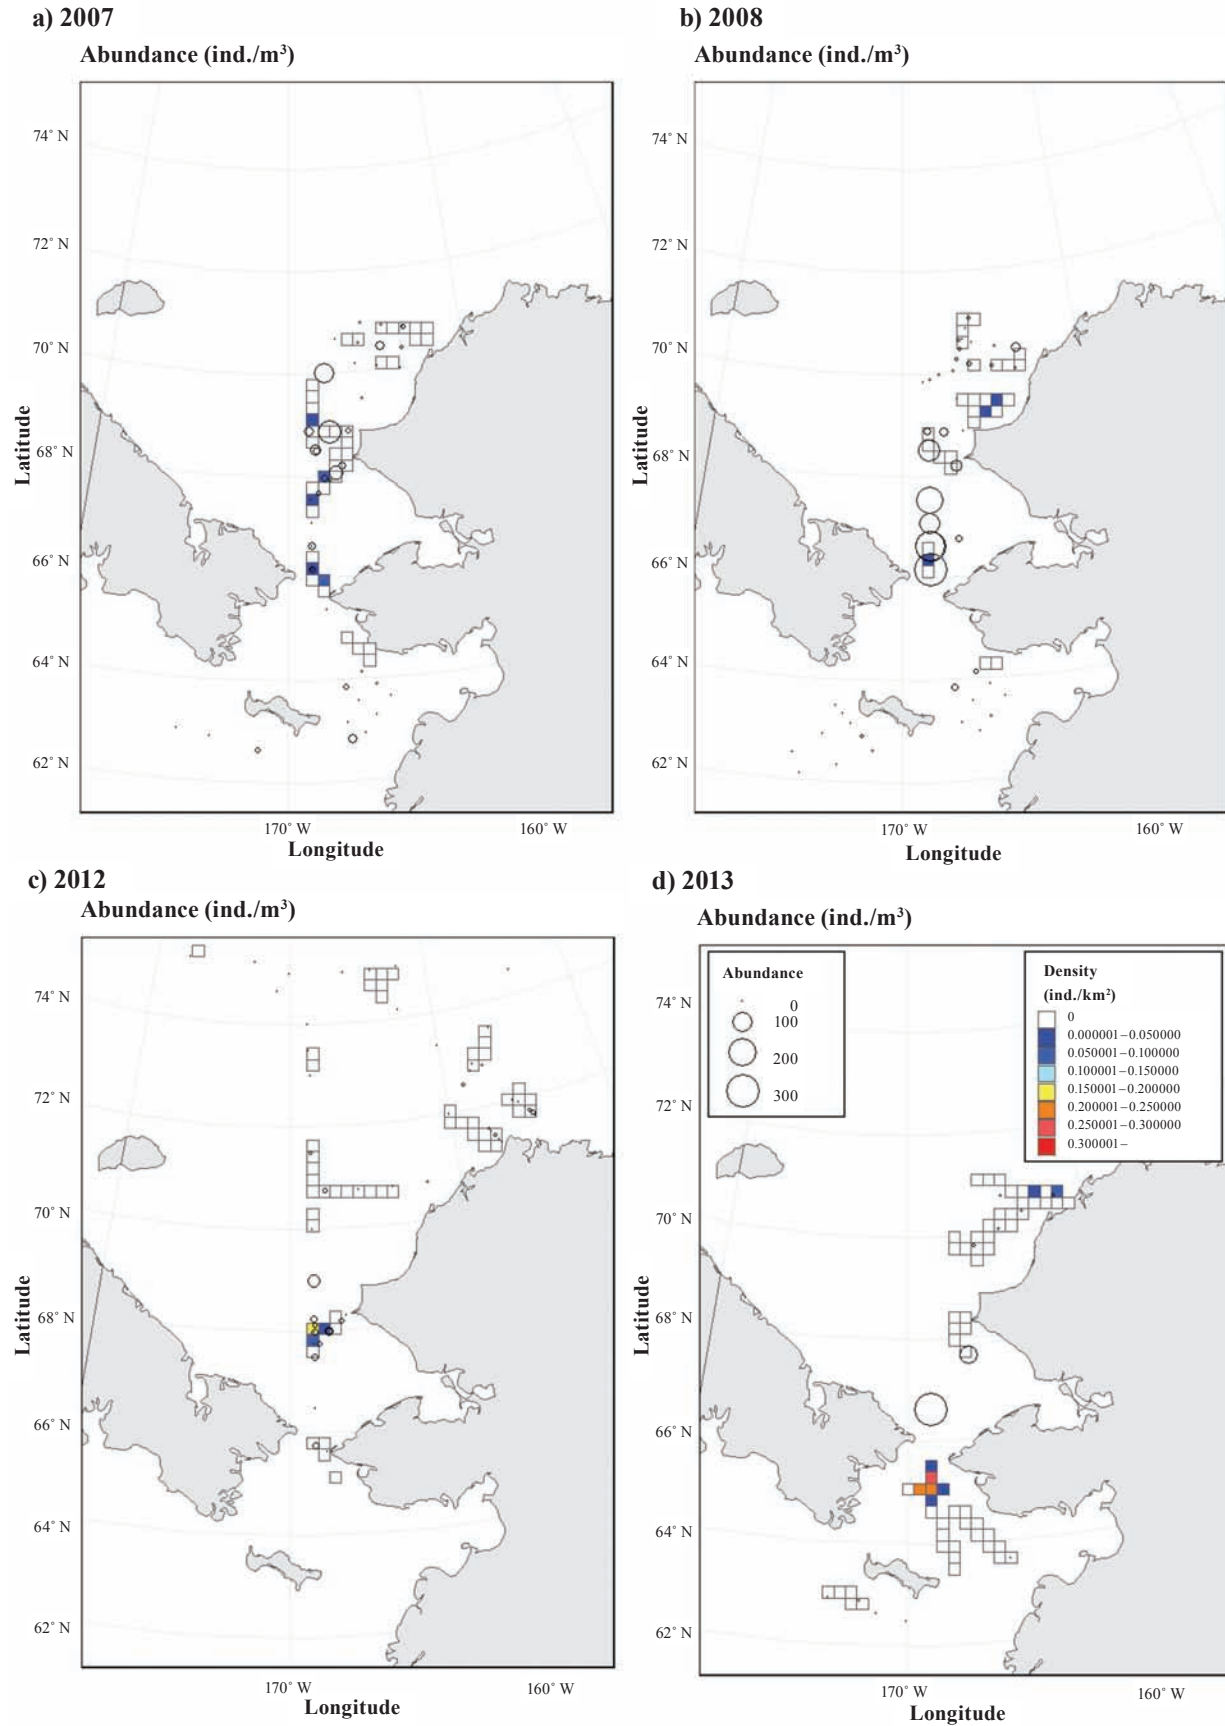 a) 2007
Abundance (ind./m³)
74° N
72° N
70° N
68° N
66° N
64° N
62° N
Latitude
170° W
160° W
Longitude
b) 2008
Abundance (ind./m³)
74° N
72° N
70° N
68° N
66° N
64° N
62° N
Latitude
170° W
160° W
Longitude
c) 2012
Abundance (ind./m³)
74° N
72° N
70° N
68° N
66° N
64° N
62° N
Latitude
170° W
160° W
Longitude
d) 2013
Abundance (ind./m³)
Abundance
0
100
200
300
Density
(ind./km²)
0
0.000001–0.050000
0.050001–0.100000
0.100001–0.150000
0.150001–0.200000
0.200001–0.250000
0.250001–0.300000
0.300001–
74° N
72° N
70° N
68° N
66° N
64° N
62° N
Latitude
170° W
160° W
Longitude